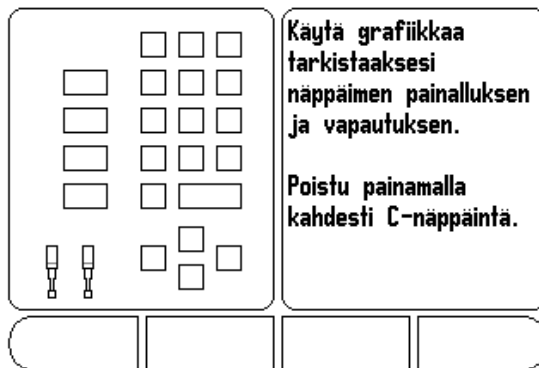 Käytä grafiikkaa
tarkistaaksesi
näppäimen painalluksen
ja vapautuksen.
Poistu painamalla
kahdesti C-näppäintä.